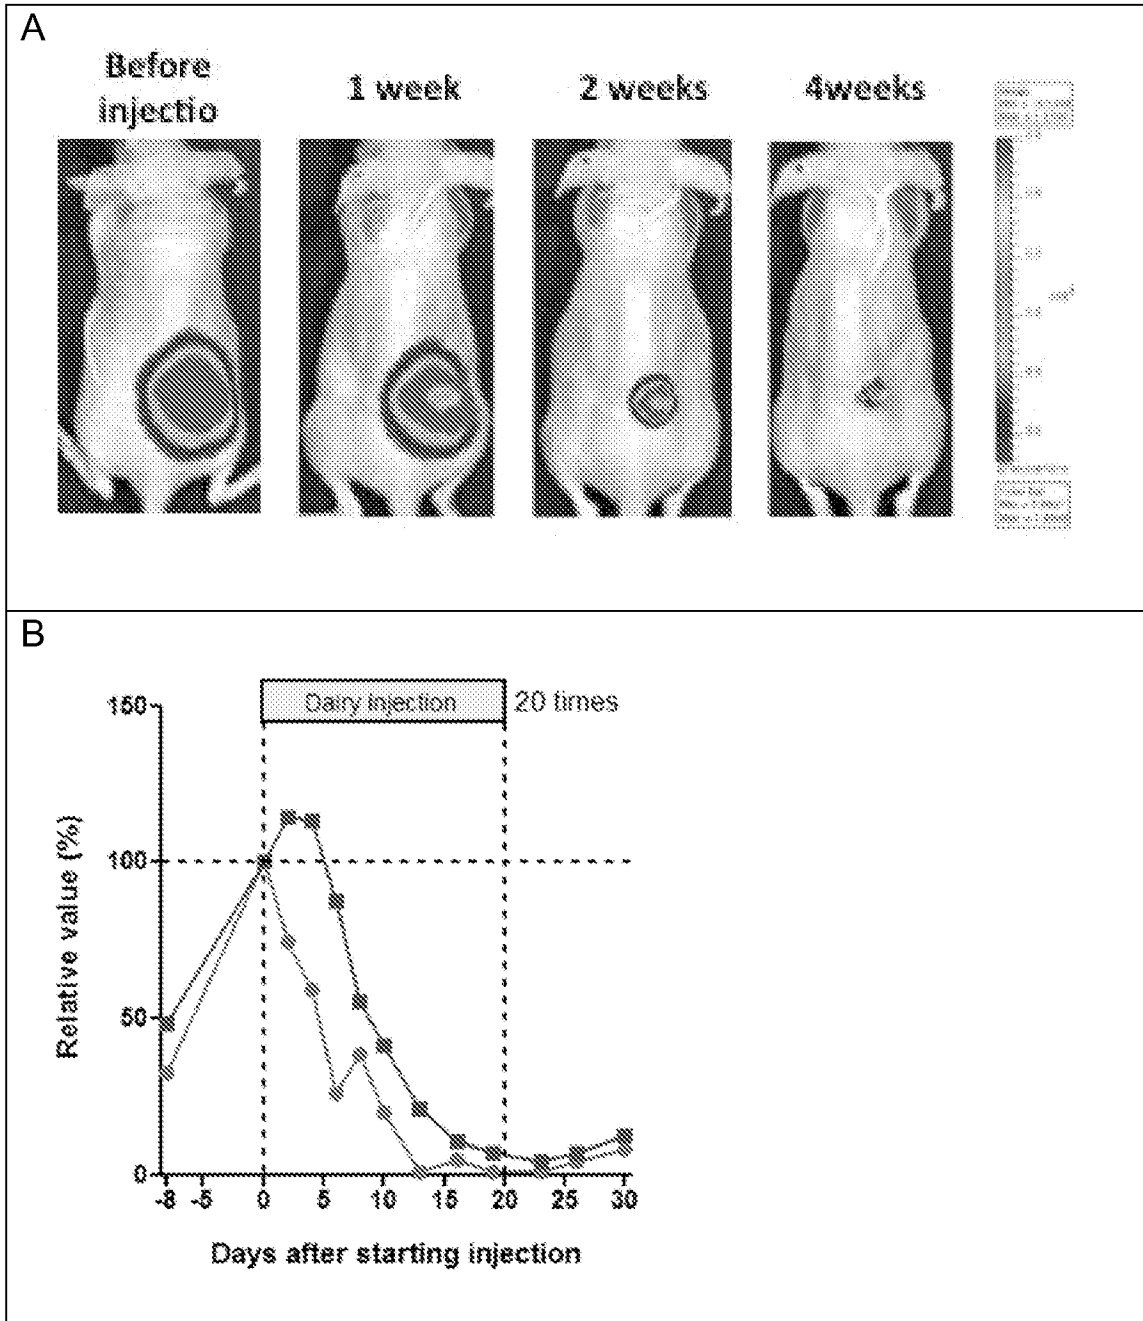 A
Before
injectio
1 week
2 weeks
4weeks
B
Dairy injection
20 times
150
100
50
0
Relative value (%)
-8 -5 0 5 10 15 20 25 30
Days after starting injection